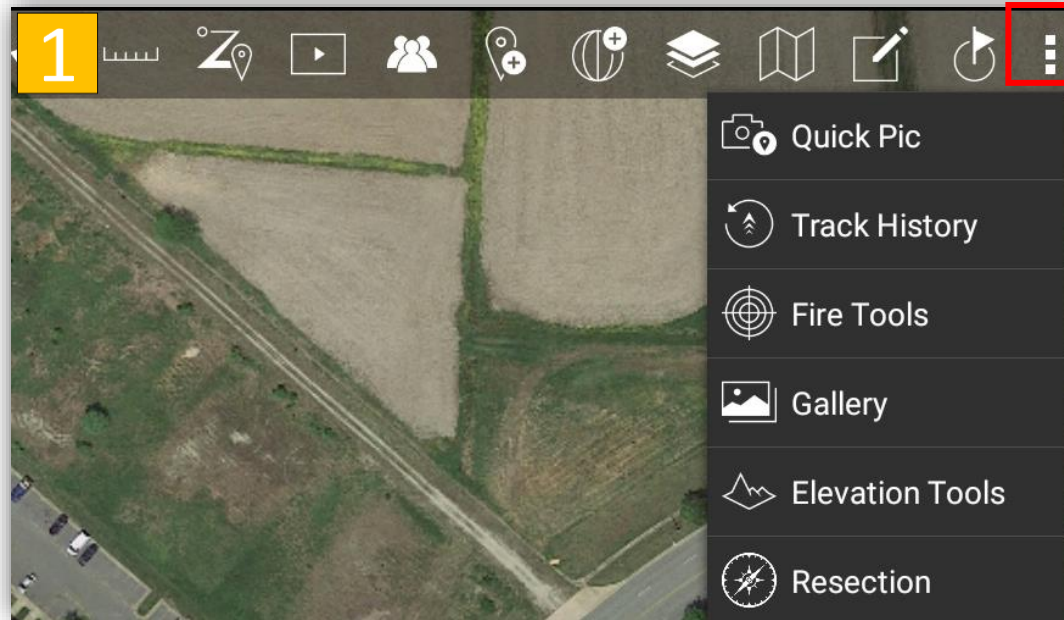 1
Quick Pic
Track History
Fire Tools
Gallery
Elevation Tools
Resection